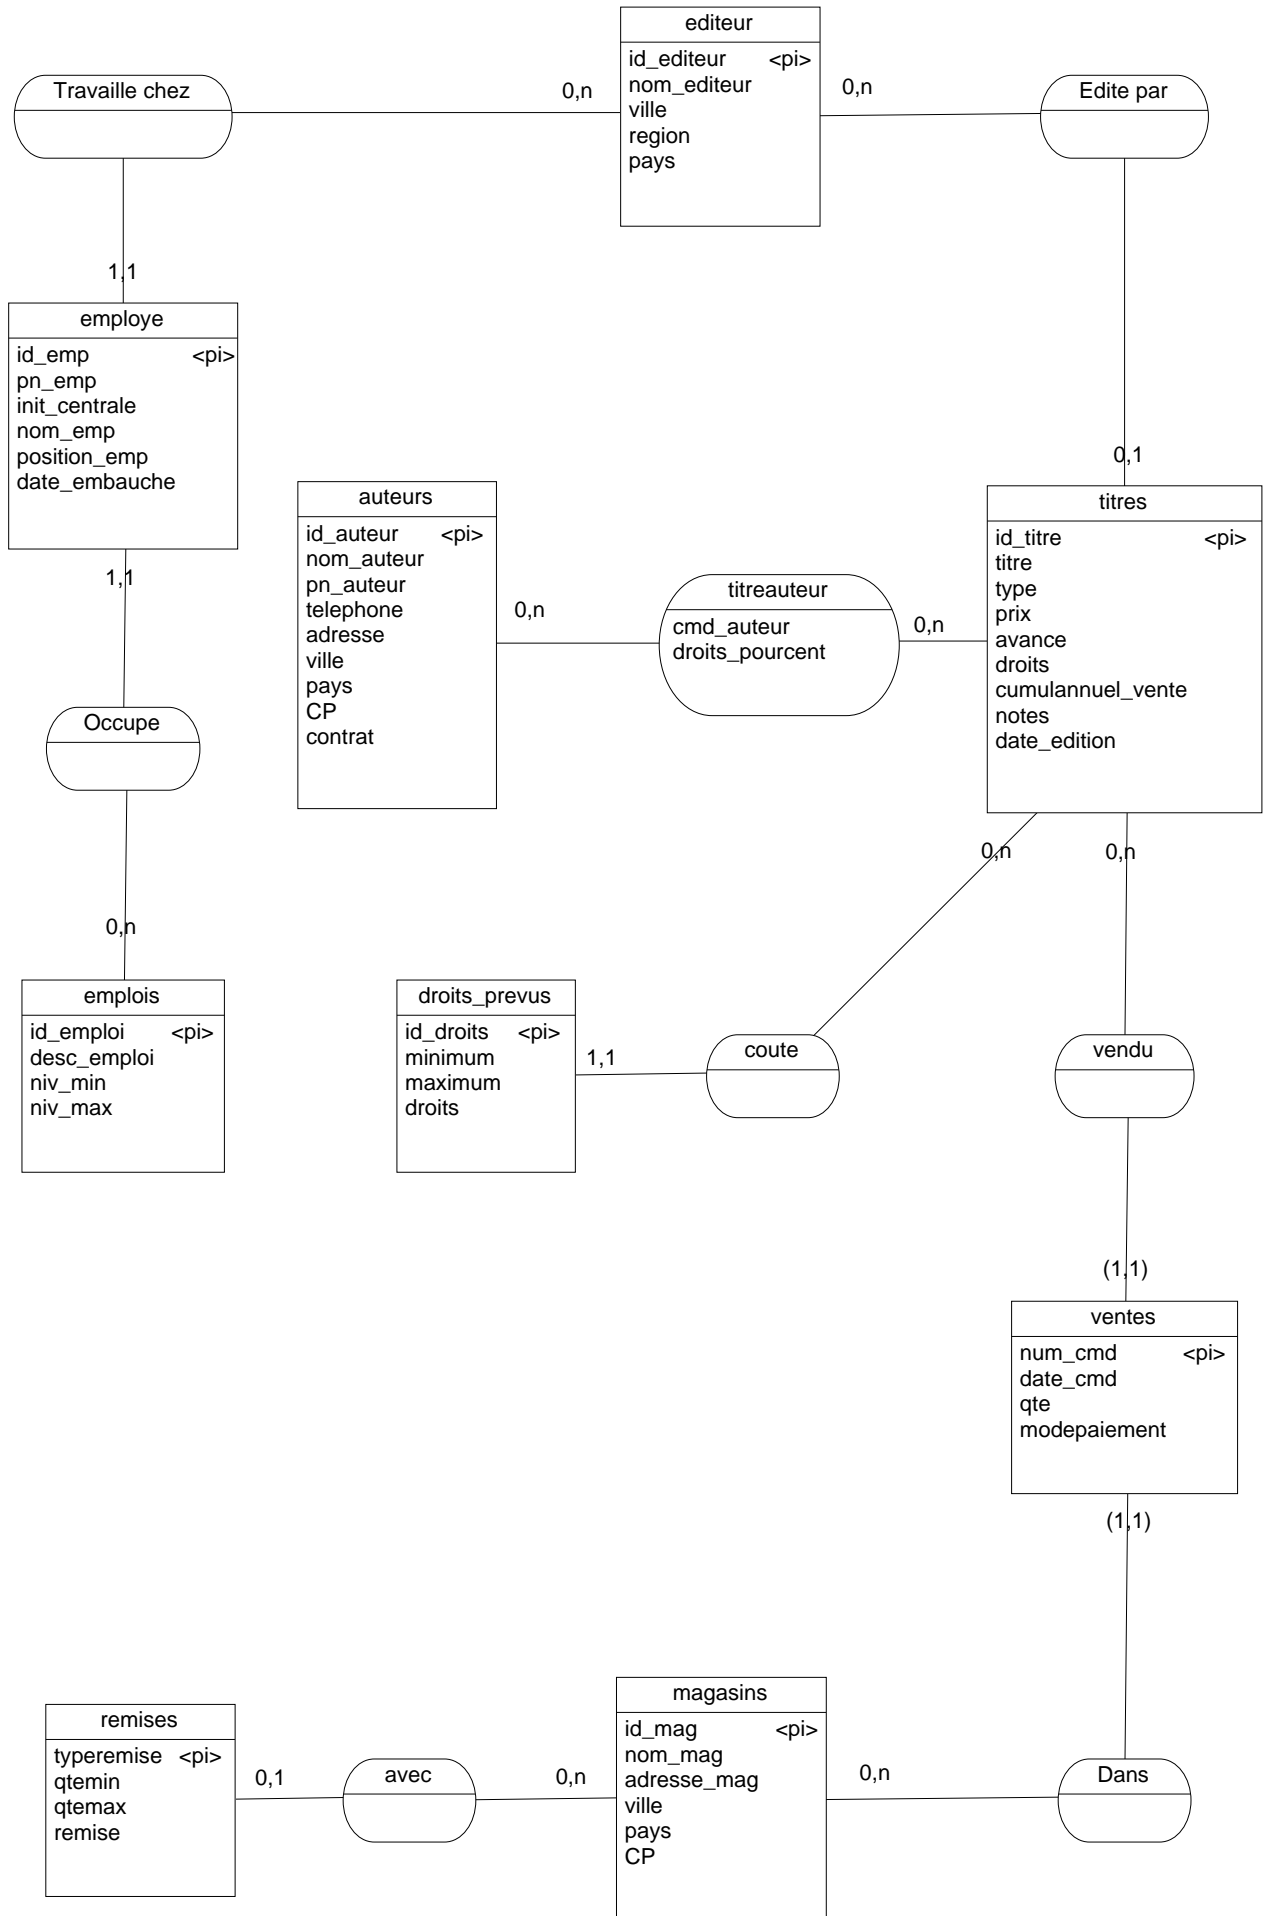 editeur
id_editeur <pi>
nom_editeur
ville
region
pays
Travaille chez
0,n
0,n
Edite par
1,1
employe
id_emp <pi>
pn_emp
init_centrale
nom_emp
position_emp
date_embauche
1,1
0,1
auteurs
id_auteur <pi>
nom_auteur
pn_auteur
telephone
adresse
ville
pays
CP
contrat
0,n
titreauteur
cmd_auteur
droits_pourcent
0,n
titres
id_titre <pi>
titre
type
prix
avance
droits
cumulannuel_vente
notes
date_edition
Occupe
0,n
0,n
0,n
emplois
id_emploi <pi>
desc_emploi
niv_min
niv_max
droits_prevus
id_droits <pi>
minimum
maximum
droits
1,1
coute
vendu
(1,1)
ventes
num_cmd <pi>
date_cmd
qte
modepaiement
(1,1)
remises
typeremise <pi>
qtemin
qtemax
remise
0,1
avec
0,n
magasins
id_mag <pi>
nom_mag
adresse_mag
ville
pays
CP
0,n
Dans